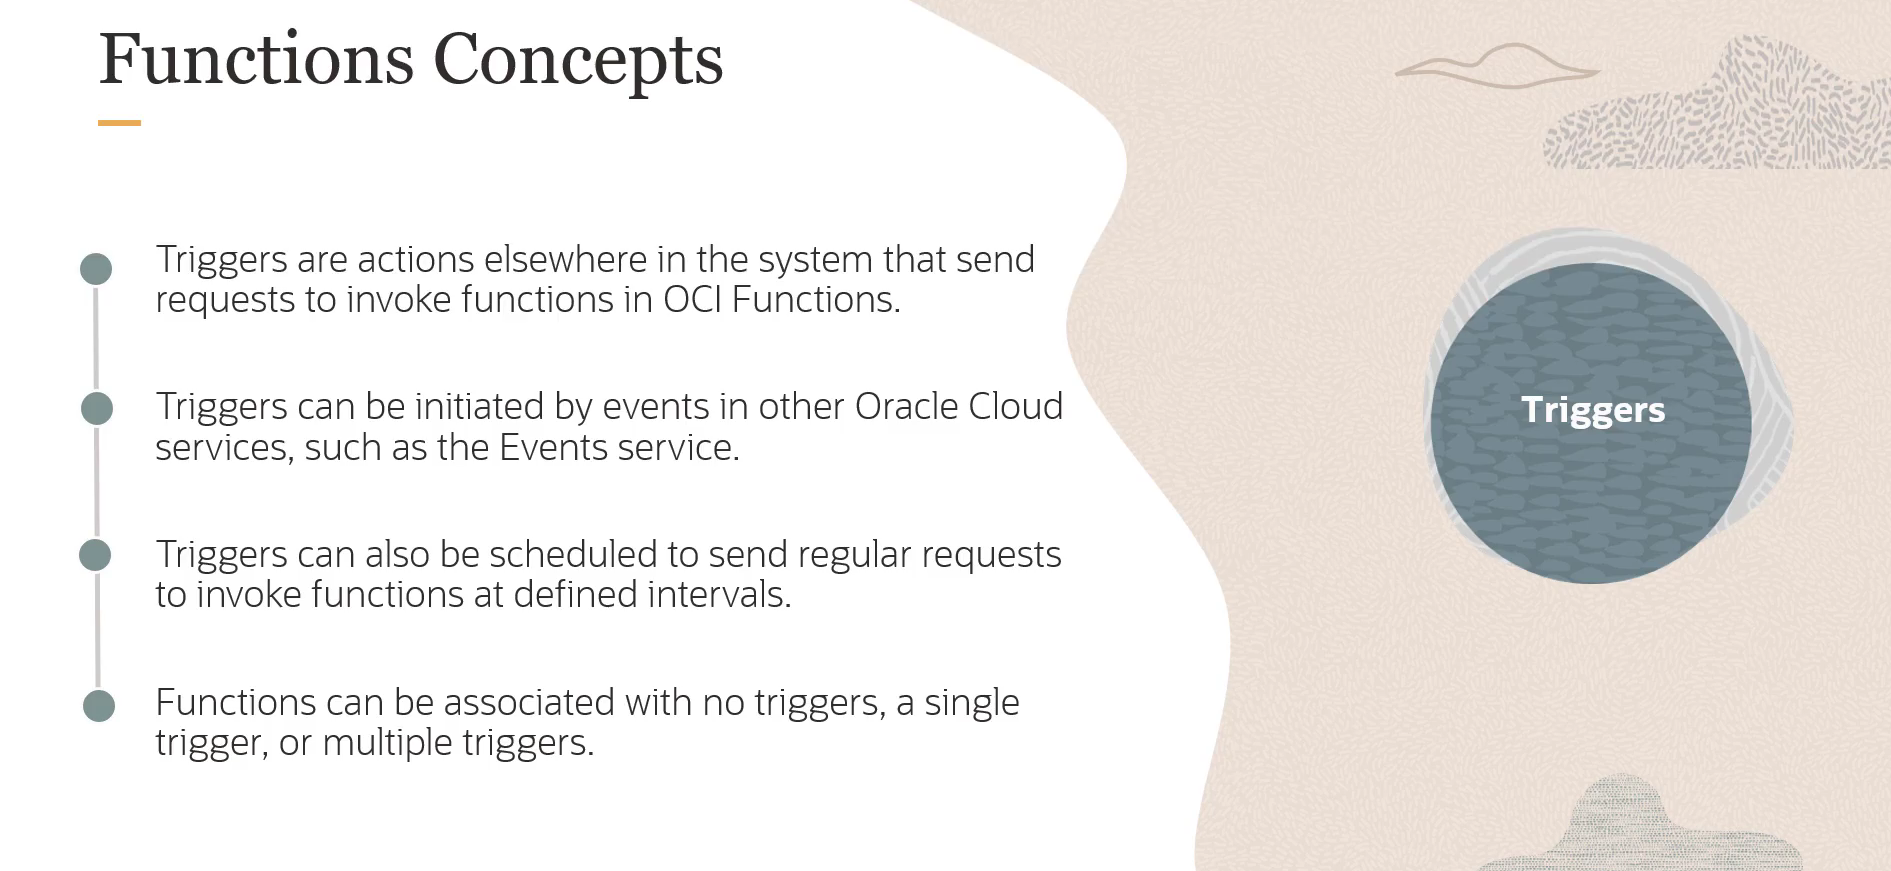 Functions Concepts
Triggers are actions elsewhere in the system that send
requests to invoke functions in OCI Functions.
Triggers can be initiated by events in other Oracle Cloud
services, such as the Events service.
Triggers can also be scheduled to send regular requests
to invoke functions at defined intervals.
Functions can be associated with no triggers, a single
trigger, or multiple triggers.
Triggers